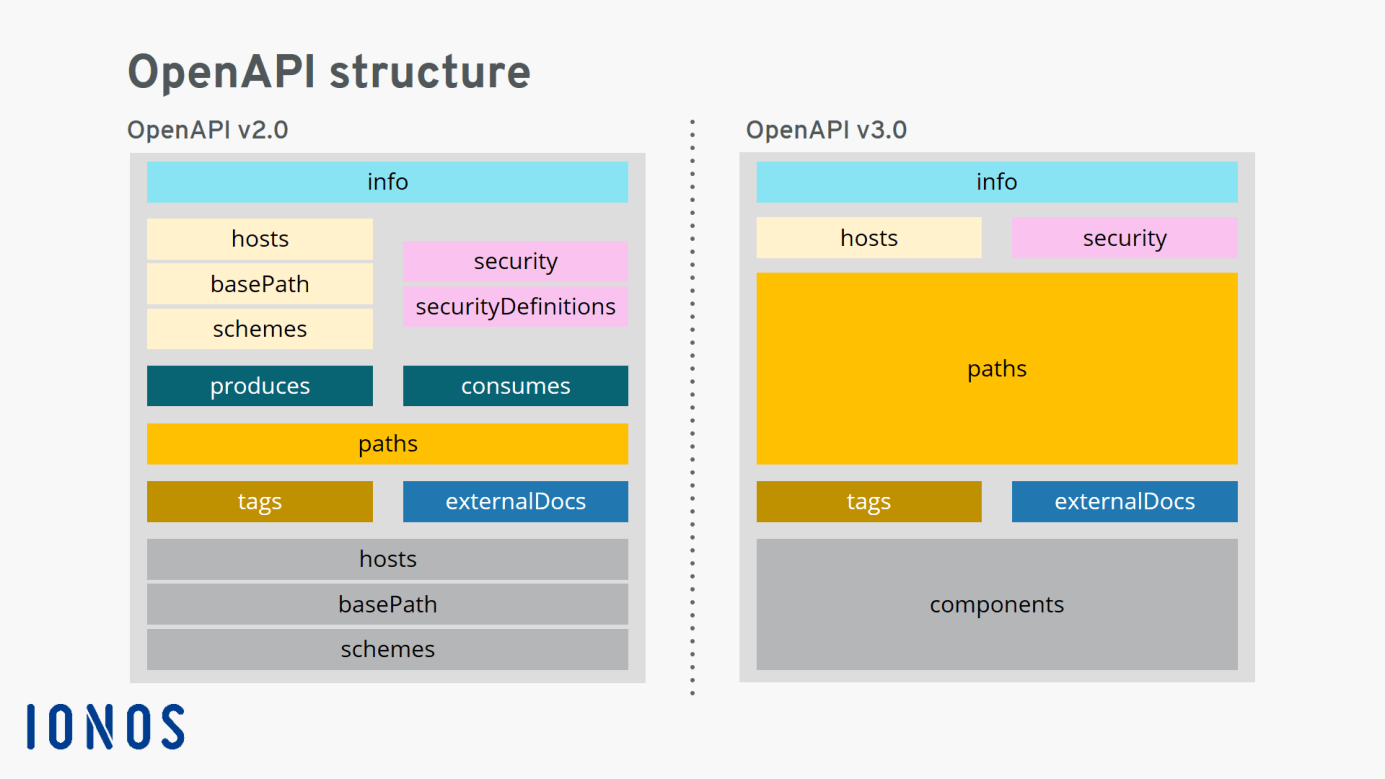 OpenAPI structure
OpenAPI v2.0
info
hosts
basePath
schemes
security
securityDefinitions
produces
consumes
paths
tags
externalDocs
hosts
basePath
schemes
OpenAPI v3.0
info
hosts
security
paths
tags
externalDocs
components
IONOS